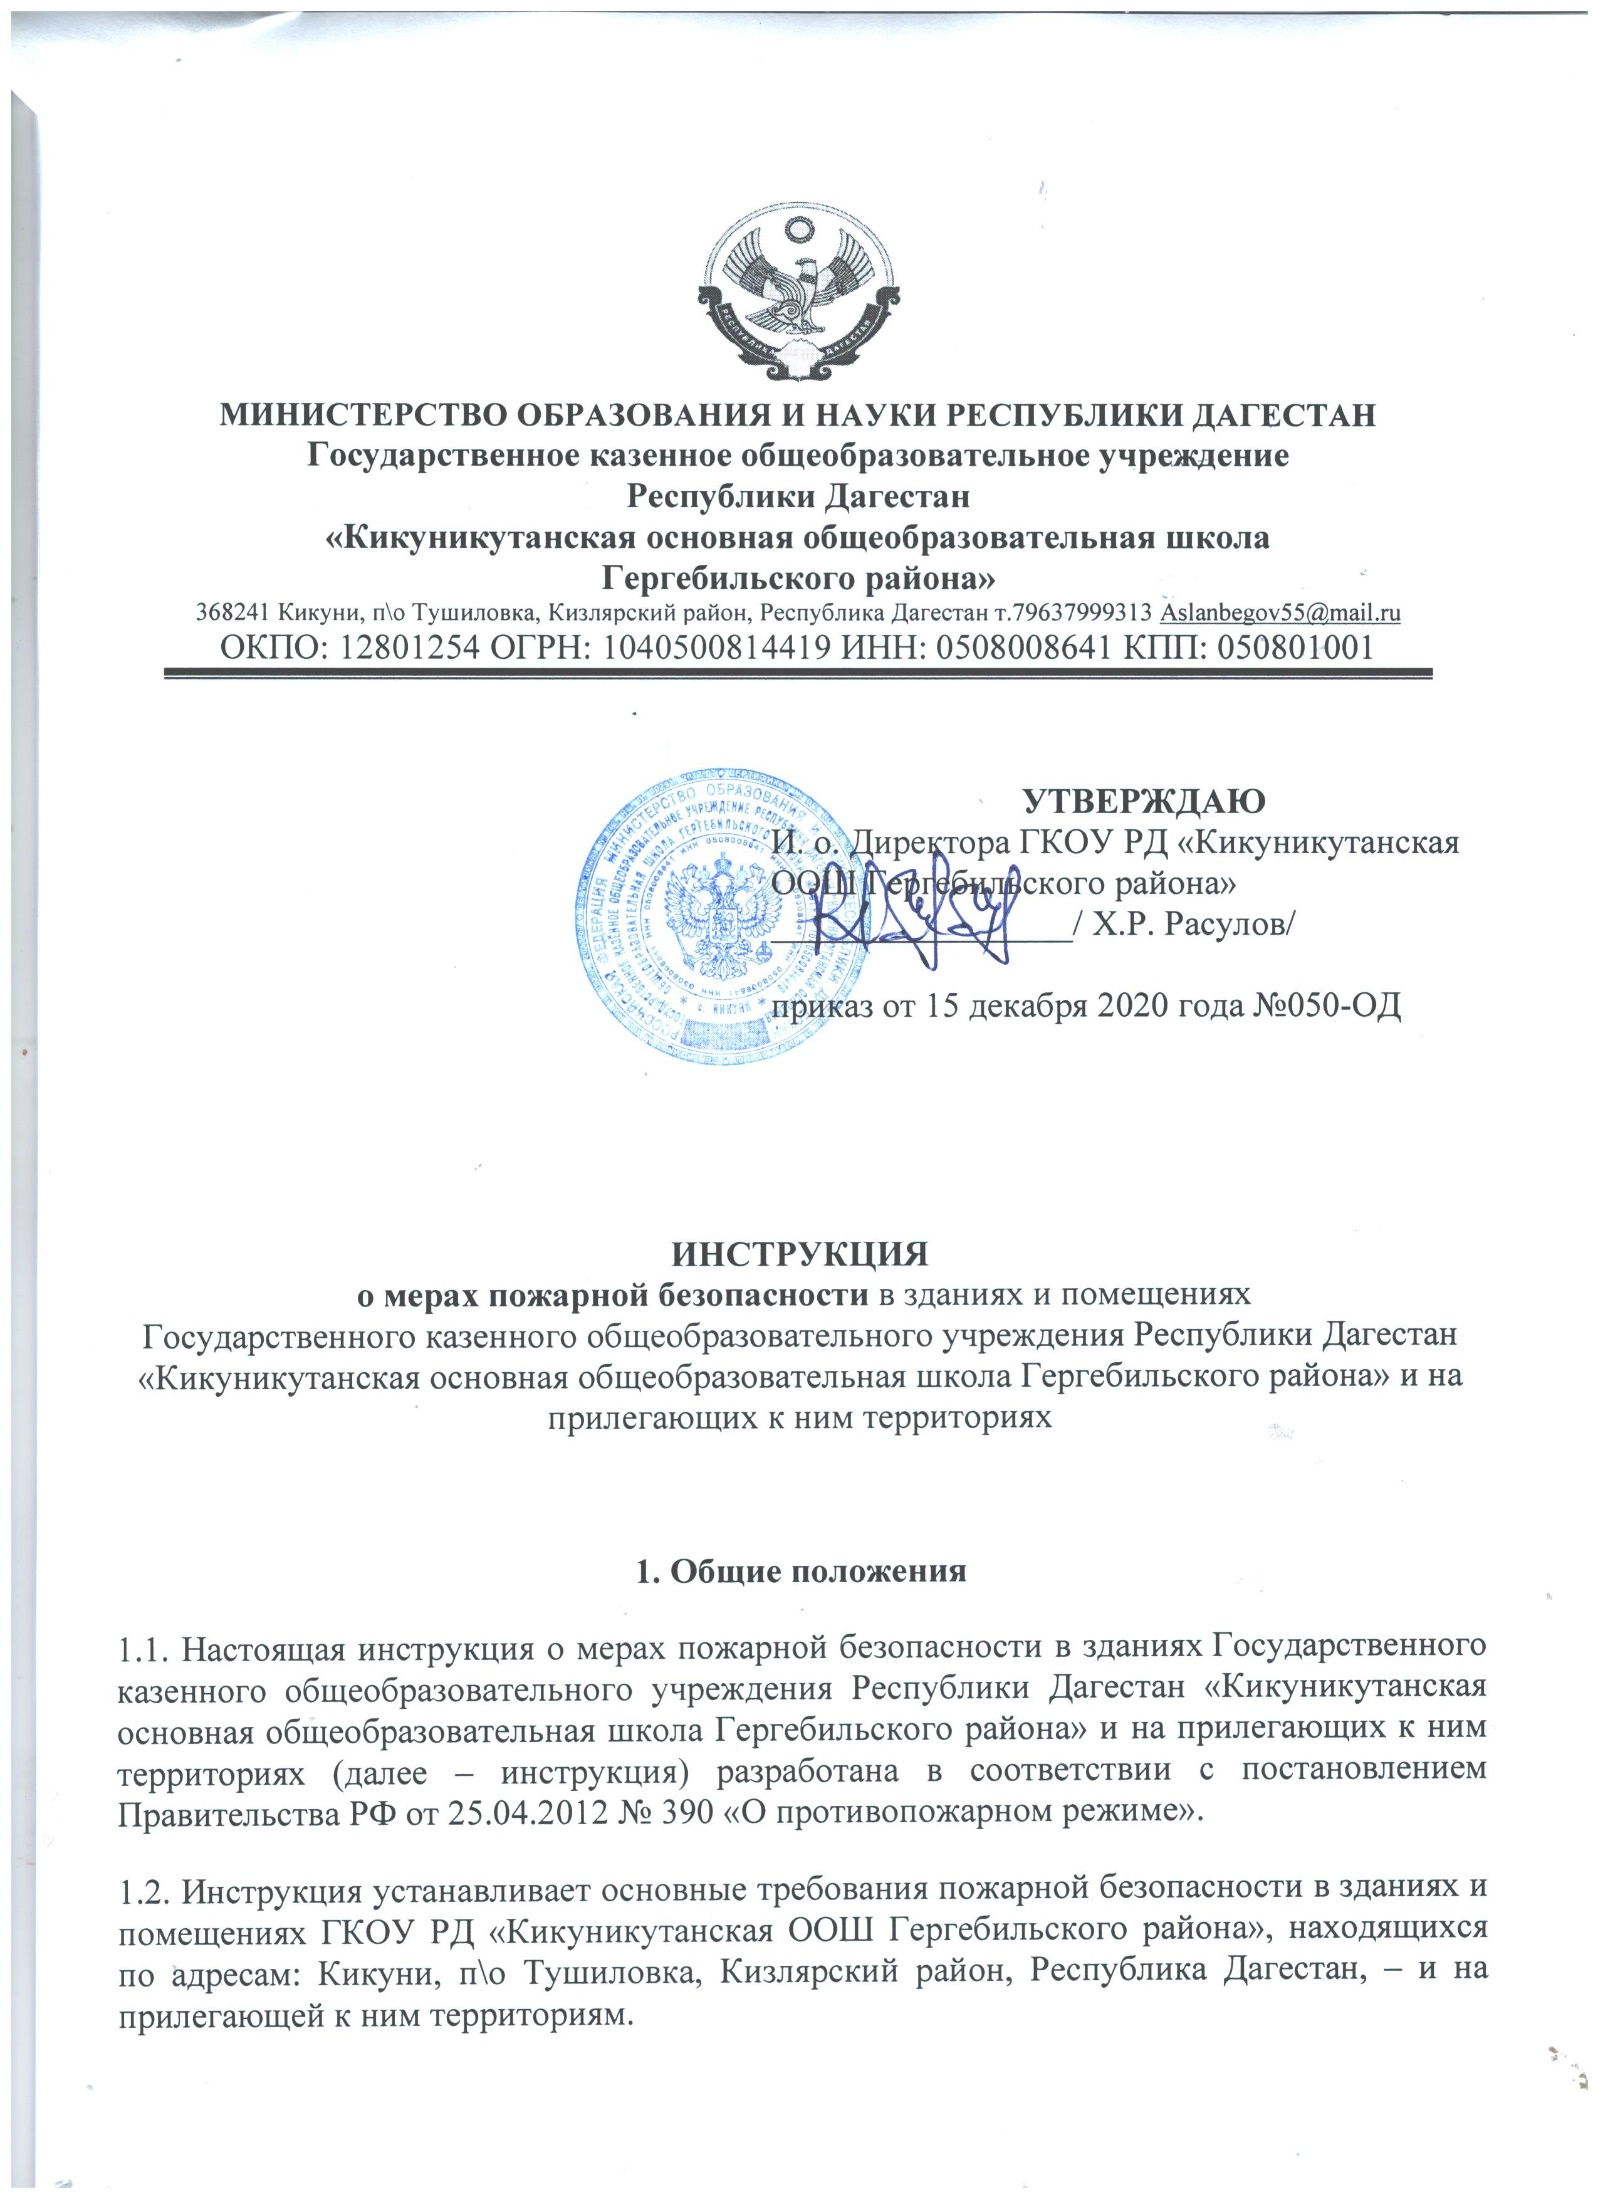 РЕСПУБЛИКА ДАГЕСТАН
МИНИСТЕРСТВО ОБРАЗОВАНИЯ И НАУКИ РЕСПУБЛИКИ ДАГЕСТАН
Государственное казенное общеобразовательное учреждение
Республики Дагестан
«Кикуникутанская основная общеобразовательная школа
Гергебильского района»
368241 Кикуни, п\о Тушиловка, Кизлярский район, Республика Дагестан т.79637999313 Aslanbegov55@mail.ru
ОКПО: 12801254 ОГРН: 1040500814419 ИНН: 0508008641 КПП: 050801001
УТВЕРЖДАЮ
И. о. Директора ГКОУ РД «Кикуникутанская
ООШ Гергебильского района»
_________________/ Х.Р. Расулов/
приказ от 15 декабря 2020 года №050-ОД
ИНСТРУКЦИЯ
о мерах пожарной безопасности в зданиях и помещениях
Государственного казенного общеобразовательного учреждения Республики Дагестан
«Кикуникутанская основная общеобразовательная школа Гергебильского района» и на
прилегающих к ним территориях
1. Общие положения
1.1. Настоящая инструкция о мерах пожарной безопасности в зданиях Государственного
казенного общеобразовательного учреждения Республики Дагестан «Кикуникутанская
основная общеобразовательная школа Гергебильского района» и на прилегающих к ним
территориях (далее – инструкция) разработана в соответствии с постановлением
Правительства РФ от 25.04.2012 № 390 «О противопожарном режиме».
1.2. Инструкция устанавливает основные требования пожарной безопасности в зданиях и
помещениях ГКОУ РД «Кикуникутанская ООШ Гергебильского района», находящихся
по адресам: Кикуни, п\о Тушиловка, Кизлярский район, Республика Дагестан, – и на
прилегающей к ним территориям.